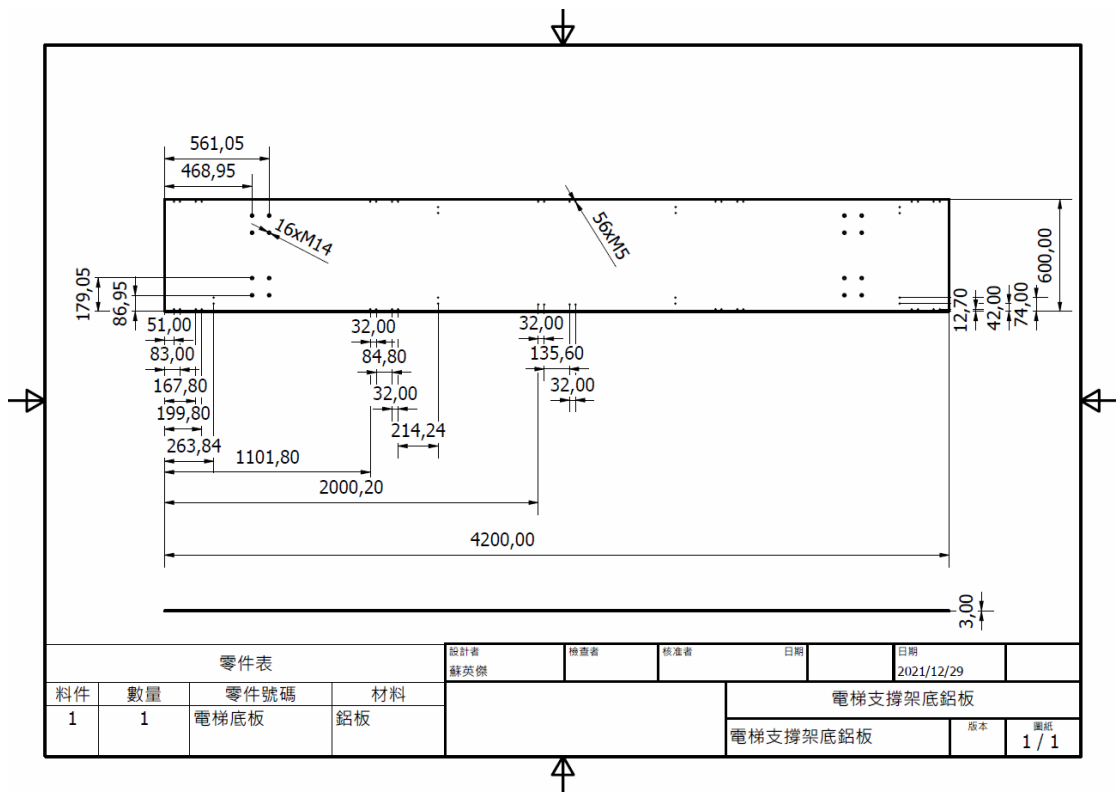 561,05
468,95
16xM14
56xM5
179,05
86,95
600,00
12,70
42,00
74,00
51,00
83,00
167,80
199,80
263,84
32,00
84,80
32,00
214,24
32,00
135,60
32,00
1101,80
2000,20
4200,00
3,00
零件表
料件 數量 零件號碼 材料
1 1 電梯底板 鋁板
設計者 檢查者 核准者 日期 日期
蘇英傑 2021/12/29
電梯支撐架底鋁板
電梯支撐架底鋁板 版本 圖紙
1 / 1